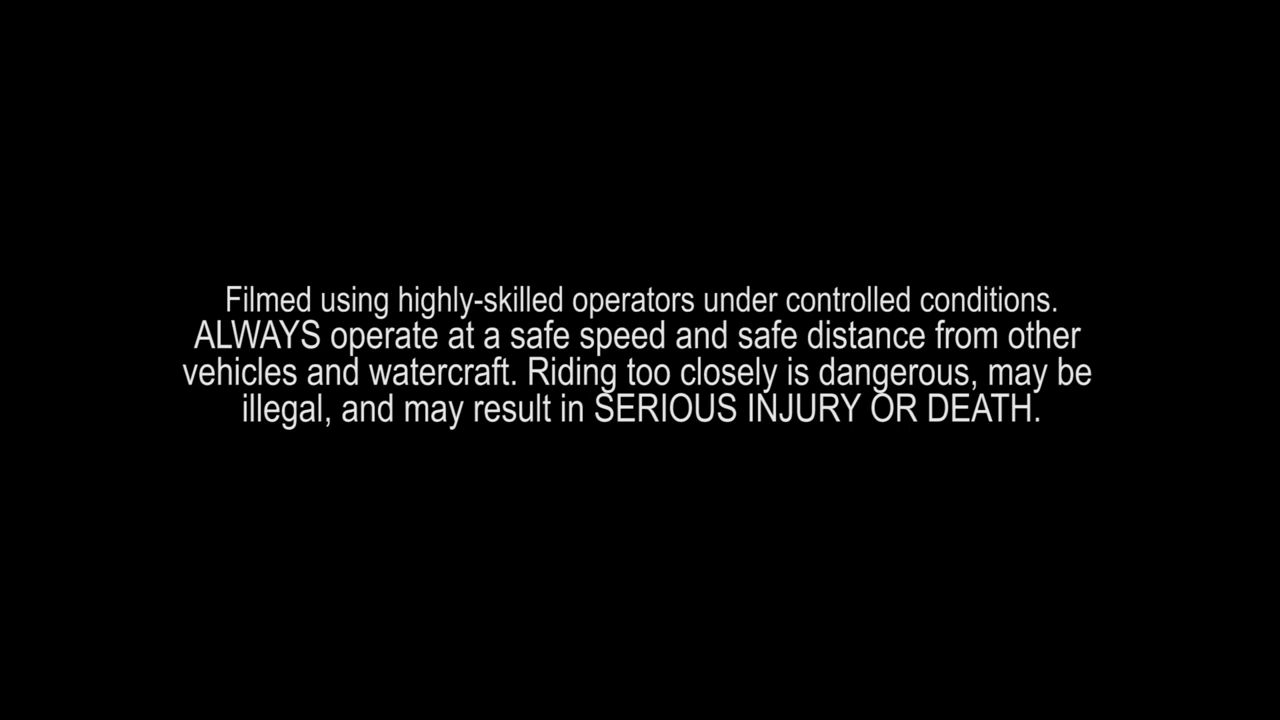 Filmed using highly-skilled operators under controlled conditions.
ALWAYS operate at a safe speed and safe distance from other
vehicles and watercraft. Riding too closely is dangerous, may be
illegal, and may result in SERIOUS INJURY OR DEATH.